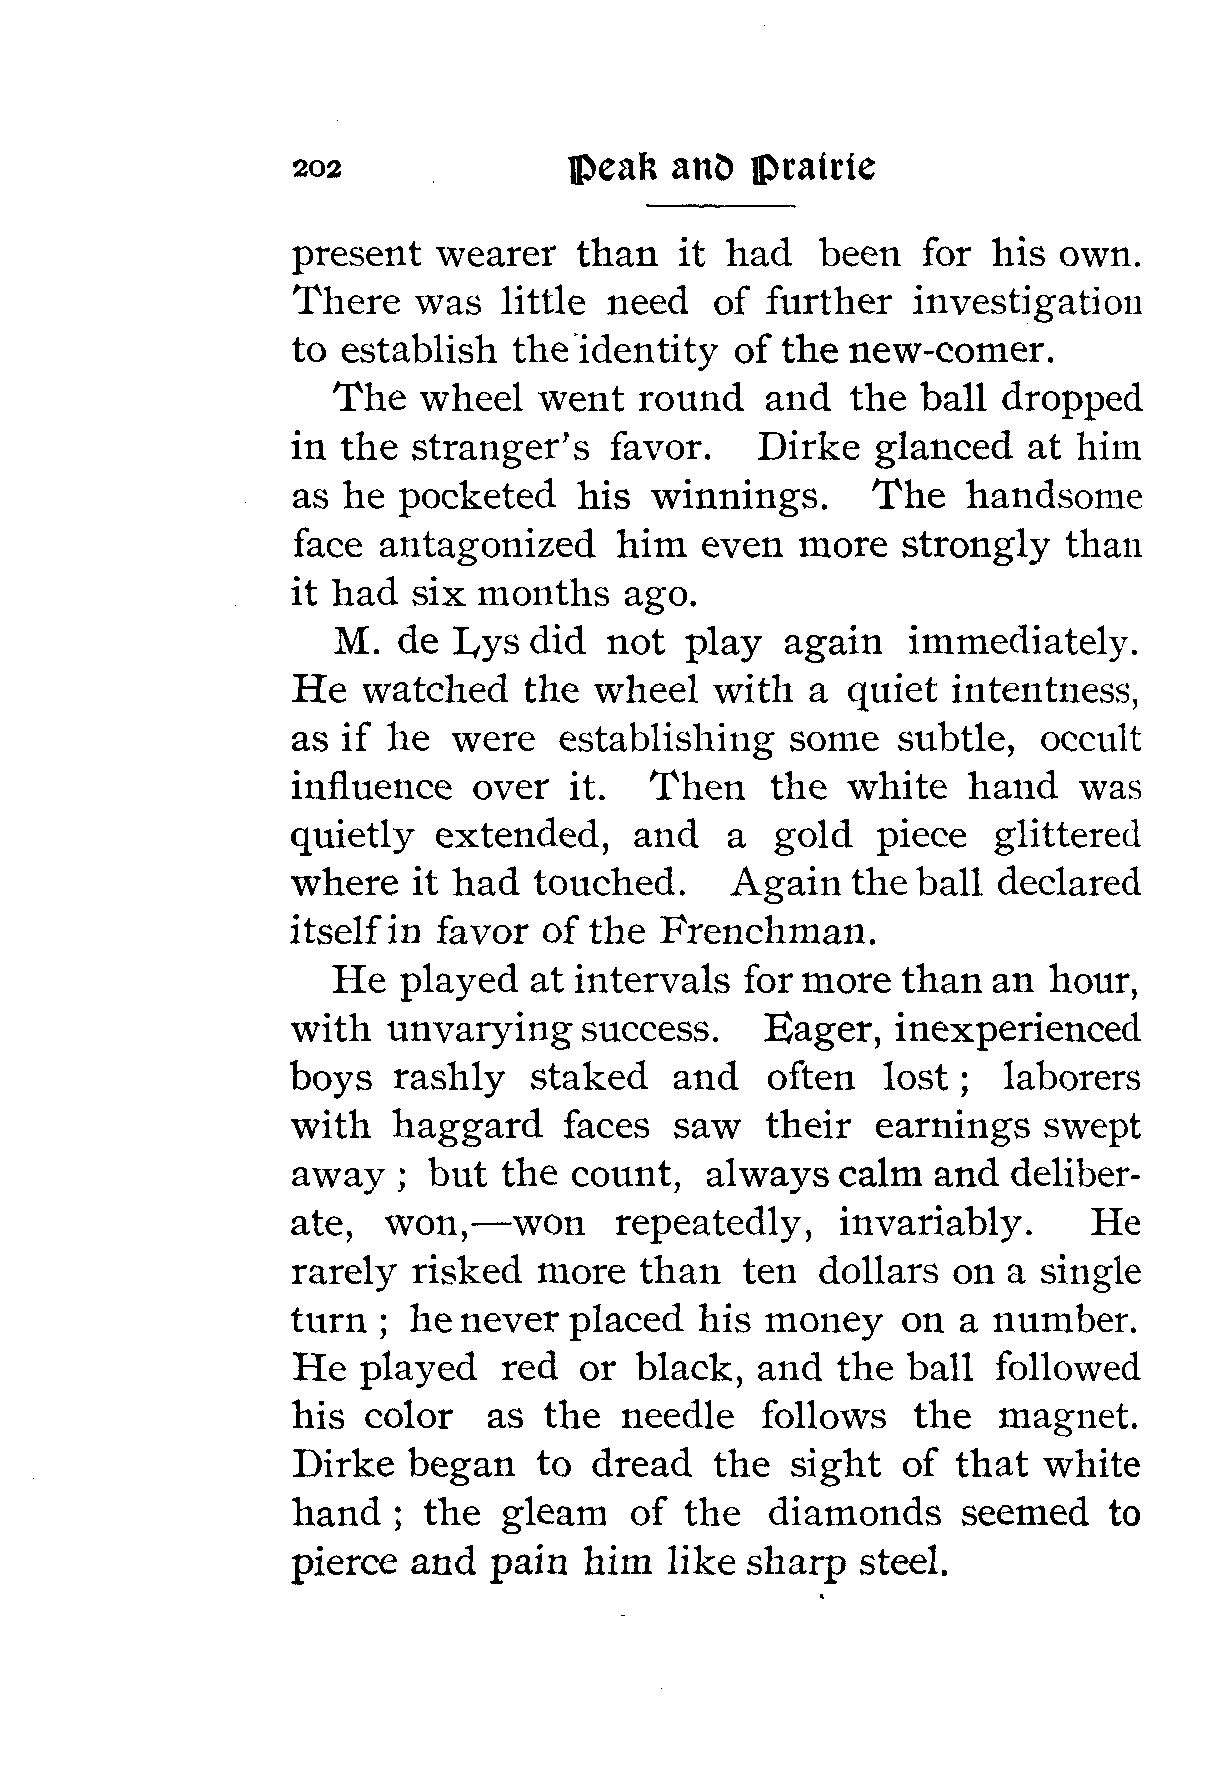 202 Peak and Prairie
present wearer than it had been for his own.
There was little need of further investigation
to establish the identity of the new-comer.
The wheel went round and the ball dropped
in the stranger's favor. Dirke glanced at him
as he pocketed his winnings. The handsome
face antagonized him even more strongly than
it had six months ago.
M. de Lys did not play again immediately.
He watched the wheel with a quiet intentness,
as if he were establishing some subtle, occult
influence over it. Then the white hand was
quietly extended, and a gold piece glittered
where it had touched. Again the ball declared
itself in favor of the Frenchman.
He played at intervals for more than an hour,
with unvarying success. Eager, inexperienced
boys rashly staked and often lost ; laborers
with haggard faces saw their earnings swept
away ; but the count, always calm and deliber-
ate, won,—won repeatedly, invariably. He
rarely risked more than ten dollars on a single
turn ; he never placed his money on a number.
He played red or black, and the ball followed
his color as the needle follows the magnet.
Dirke began to dread the sight of that white
hand ; the gleam of the diamonds seemed to
pierce and pain him like sharp steel.